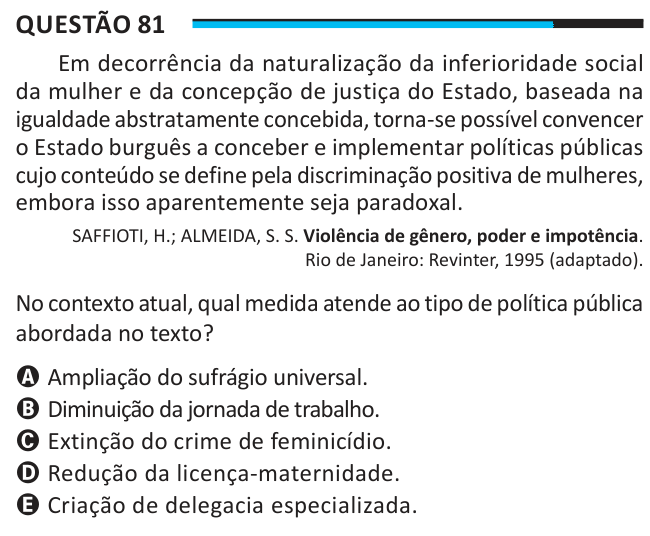 QUESTÃO 81
Em decorrência da naturalização da inferioridade social
da mulher e da concepção de justiça do Estado, baseada na
igualdade abstratamente concebida, torna-se possível convencer
o Estado burguês a conceber e implementar políticas públicas
cujo conteúdo se define pela discriminação positiva de mulheres,
embora isso aparentemente seja paradoxal.
SAFFIOTI, H.; ALMEIDA, S. S. Violência de gênero, poder e impotência.
Rio de Janeiro: Revinter, 1995 (adaptado).
No contexto atual, qual medida atende ao tipo de política pública
abordada no texto?
A Ampliação do sufrágio universal.
B Diminuição da jornada de trabalho.
C Extinção do crime de feminicídio.
D Redução da licença-maternidade.
E Criação de delegacia especializada.